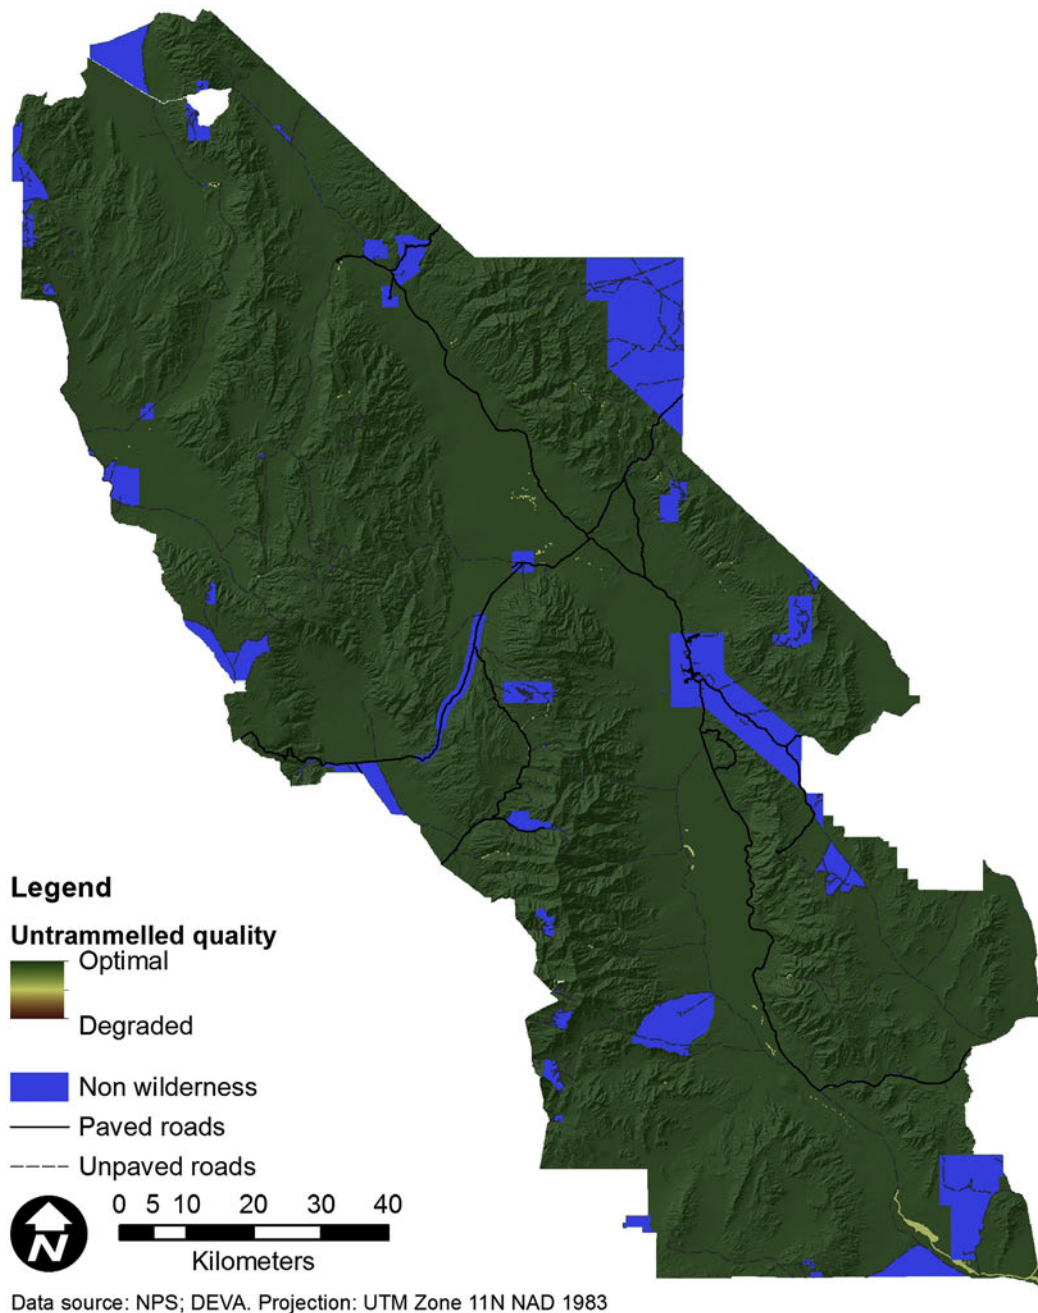 Legend
Untrammelled quality
Optimal
Degraded
Non wilderness
Paved roads
Unpaved roads
N
0 5 10 20 30 40
Kilometers
Data source: NPS; DEVA. Projection: UTM Zone 11N NAD 1983